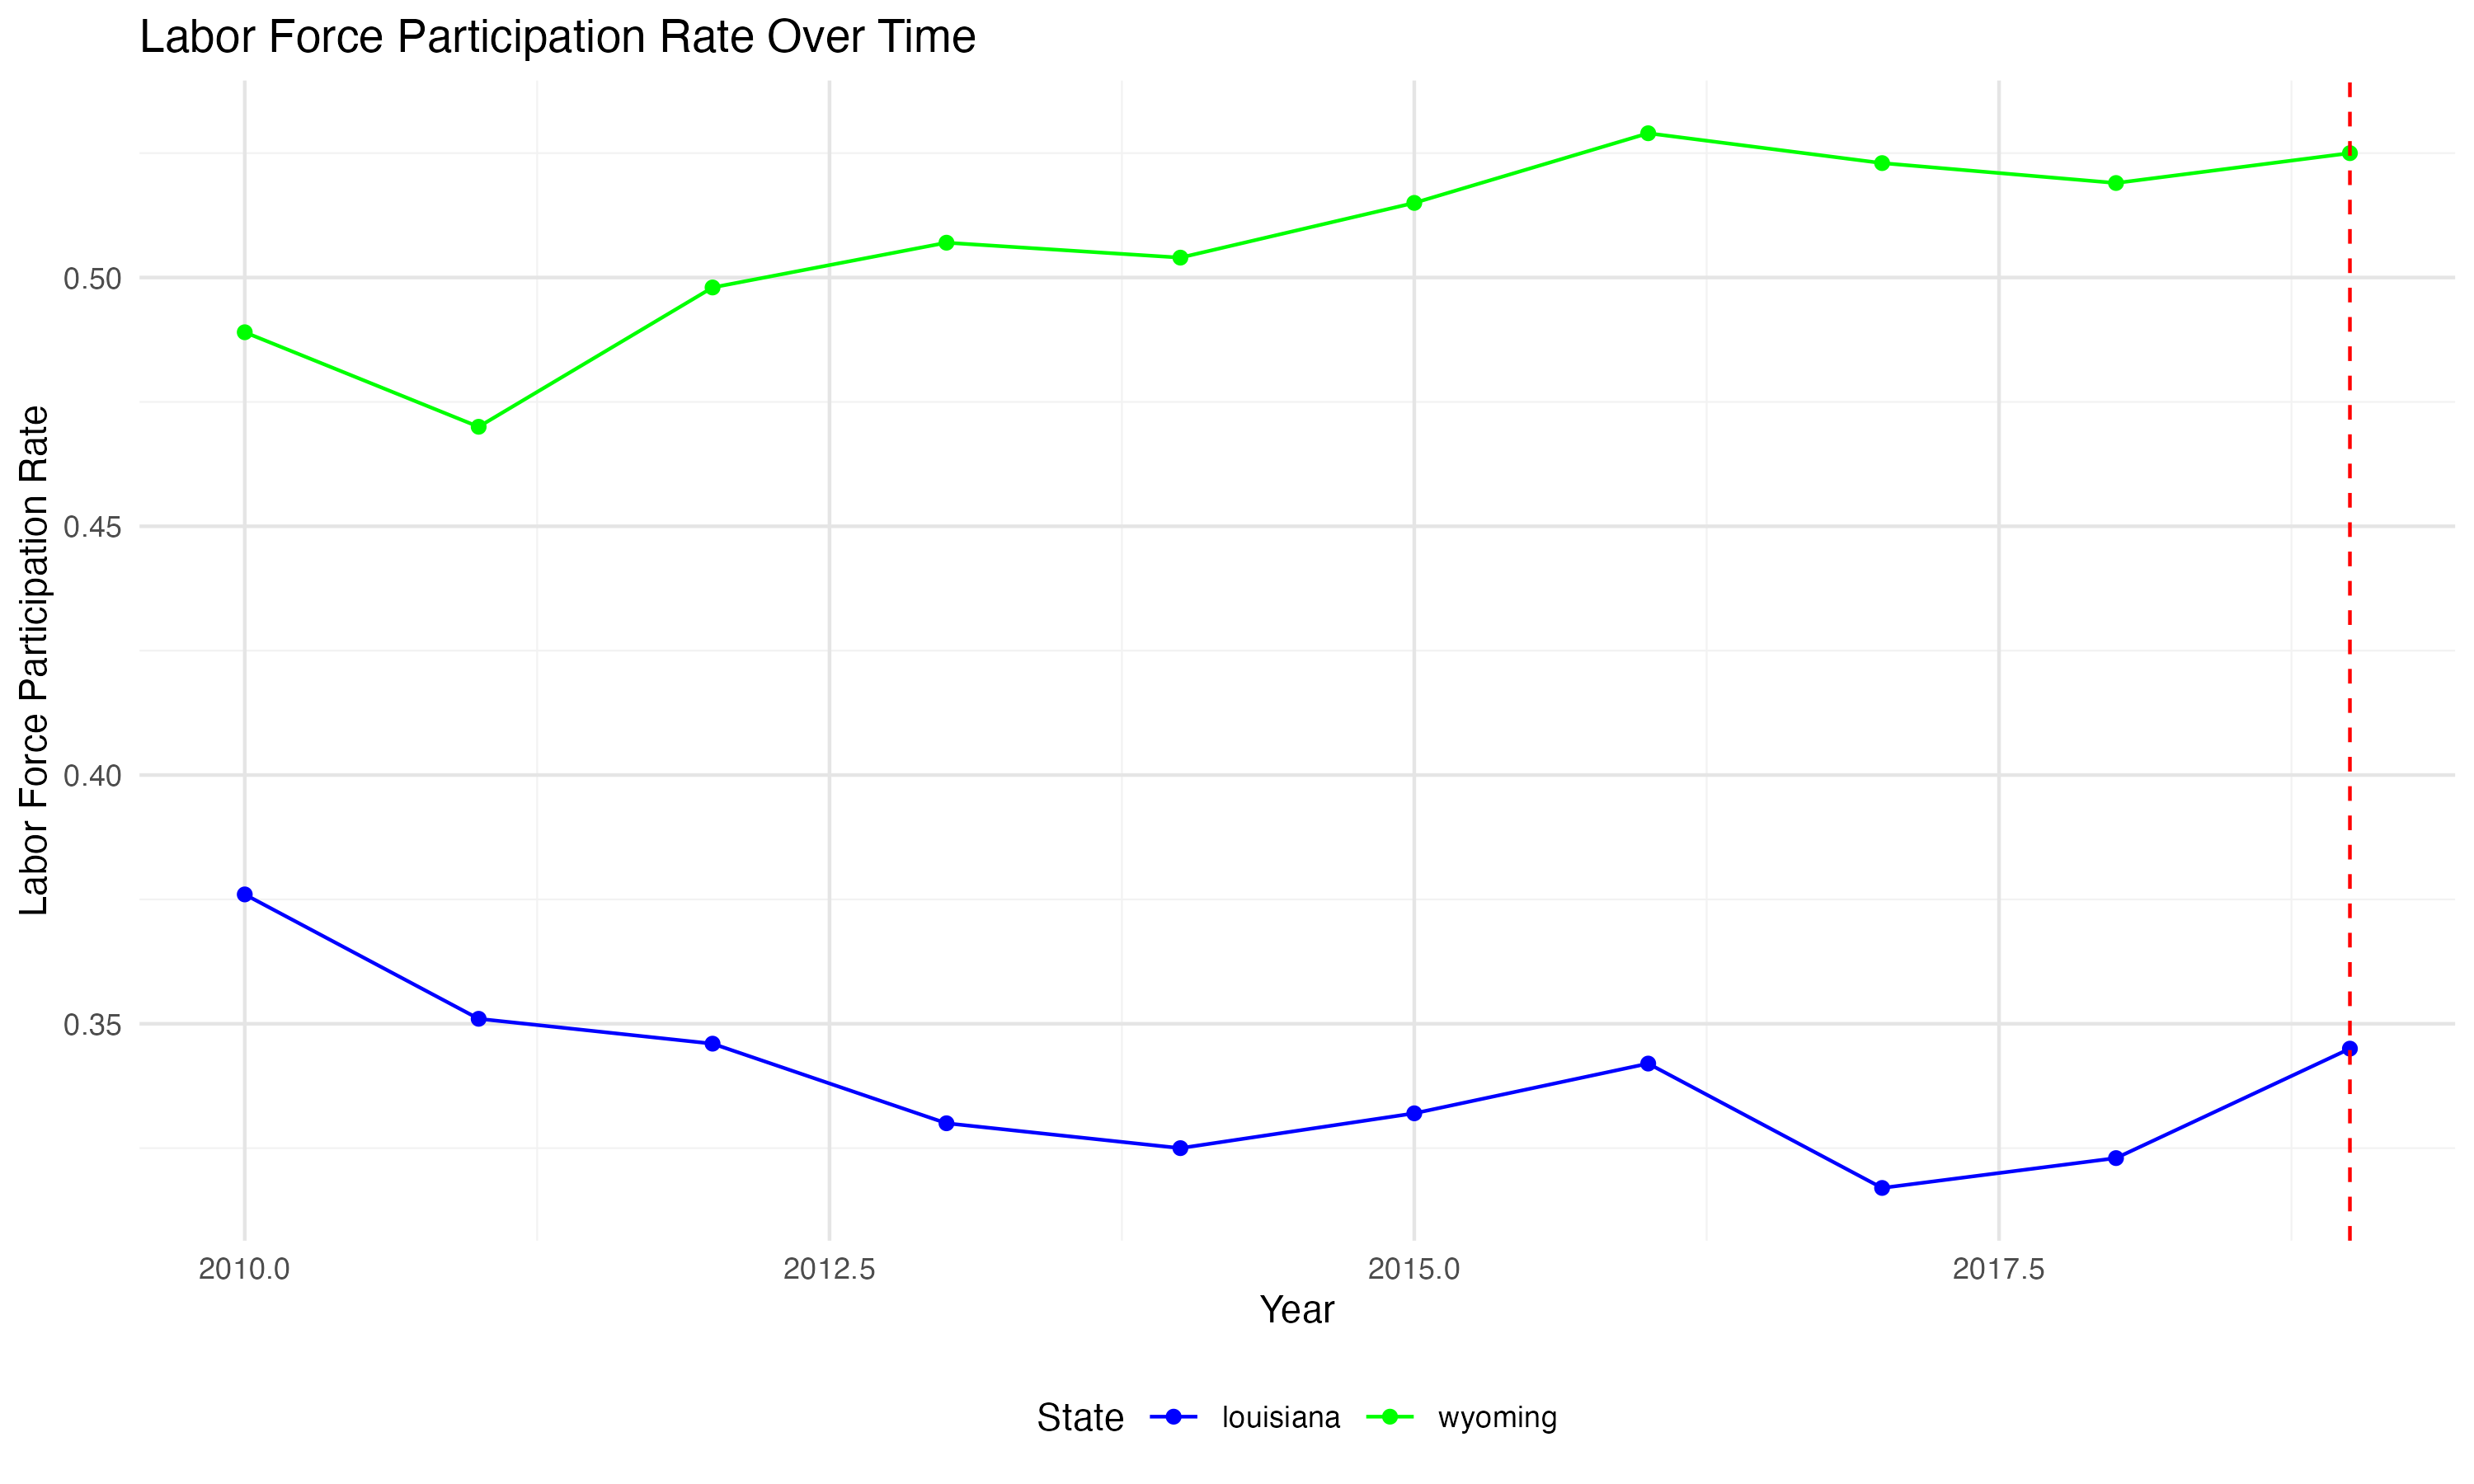 Labor Force Participation Rate Over Time
Labor Force Participation Rate
0.50
0.45
0.40
0.35
2010.0 2012.5 2015.0 2017.5
Year
State louisiana wyoming